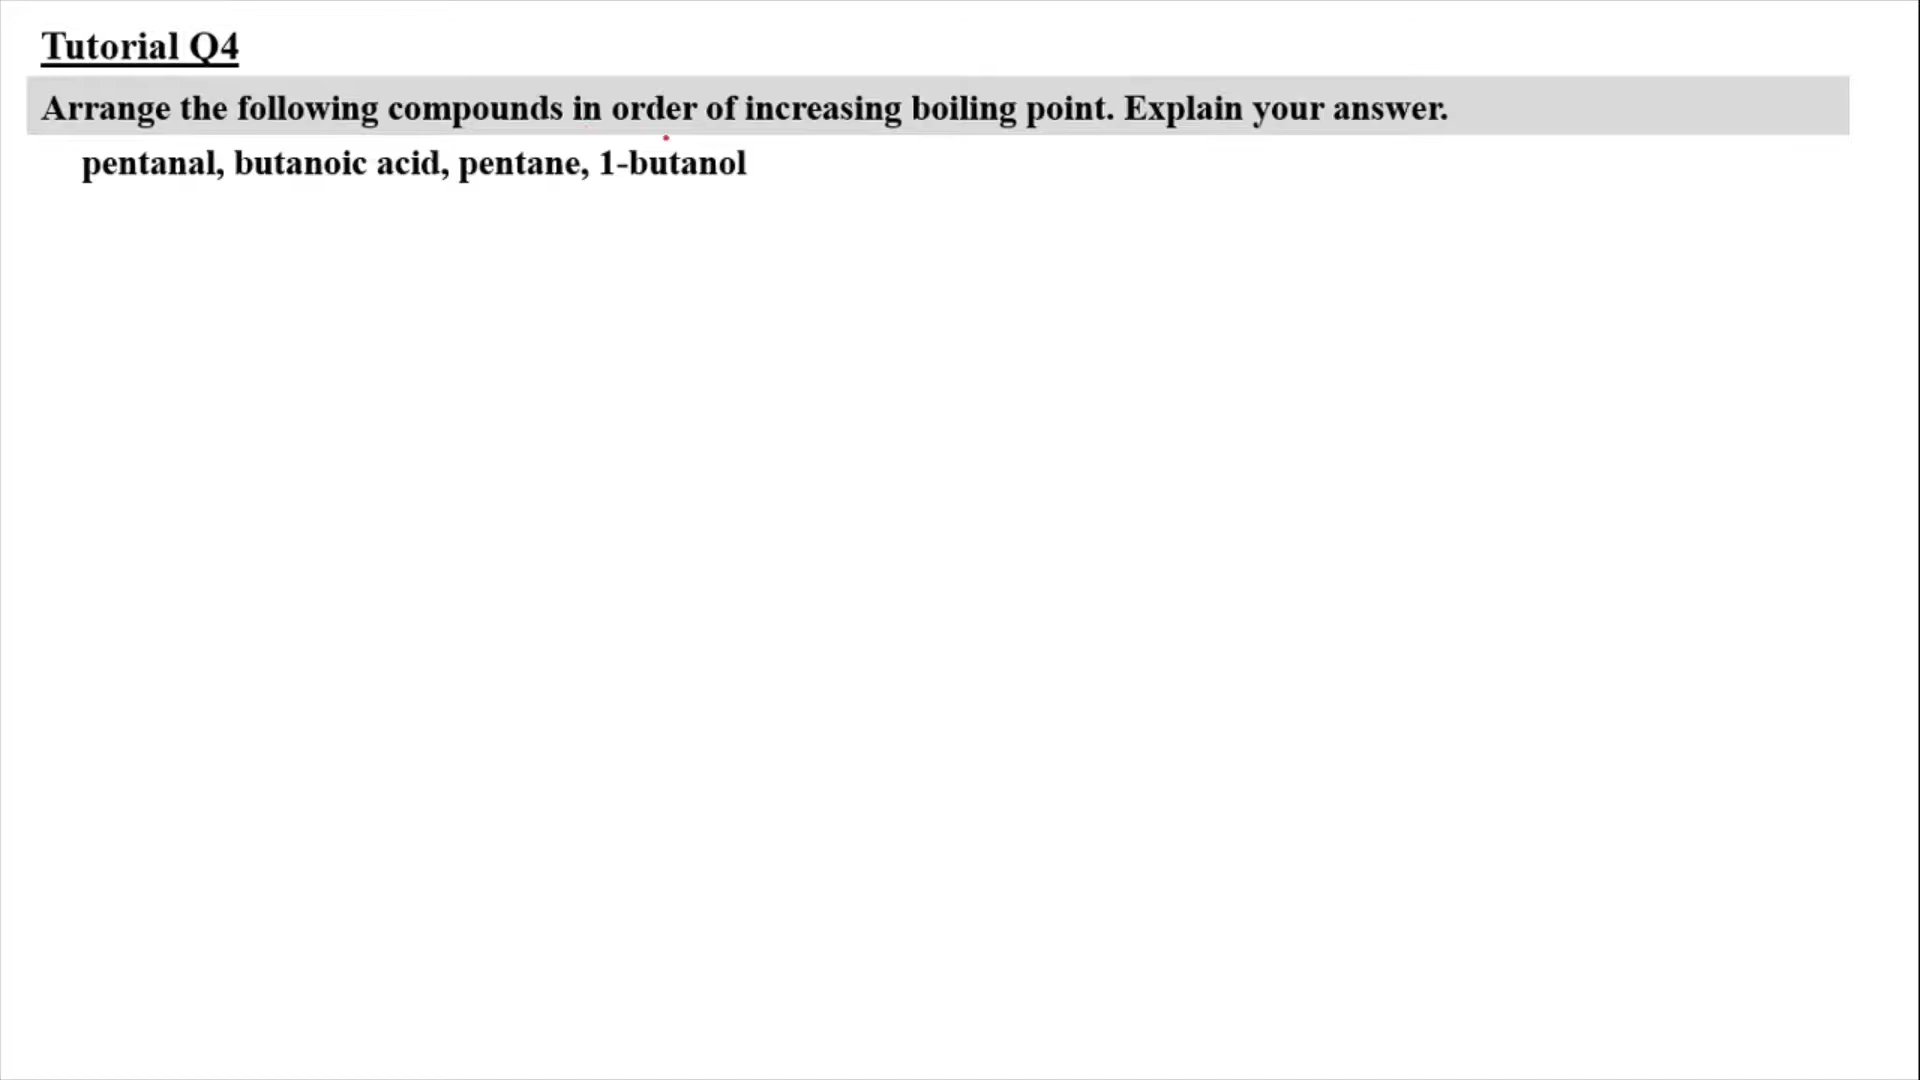 Tutorial Q4
Arrange the following compounds in order of increasing boiling point. Explain your answer.
pentanal, butanoic acid, pentane, 1-butanol